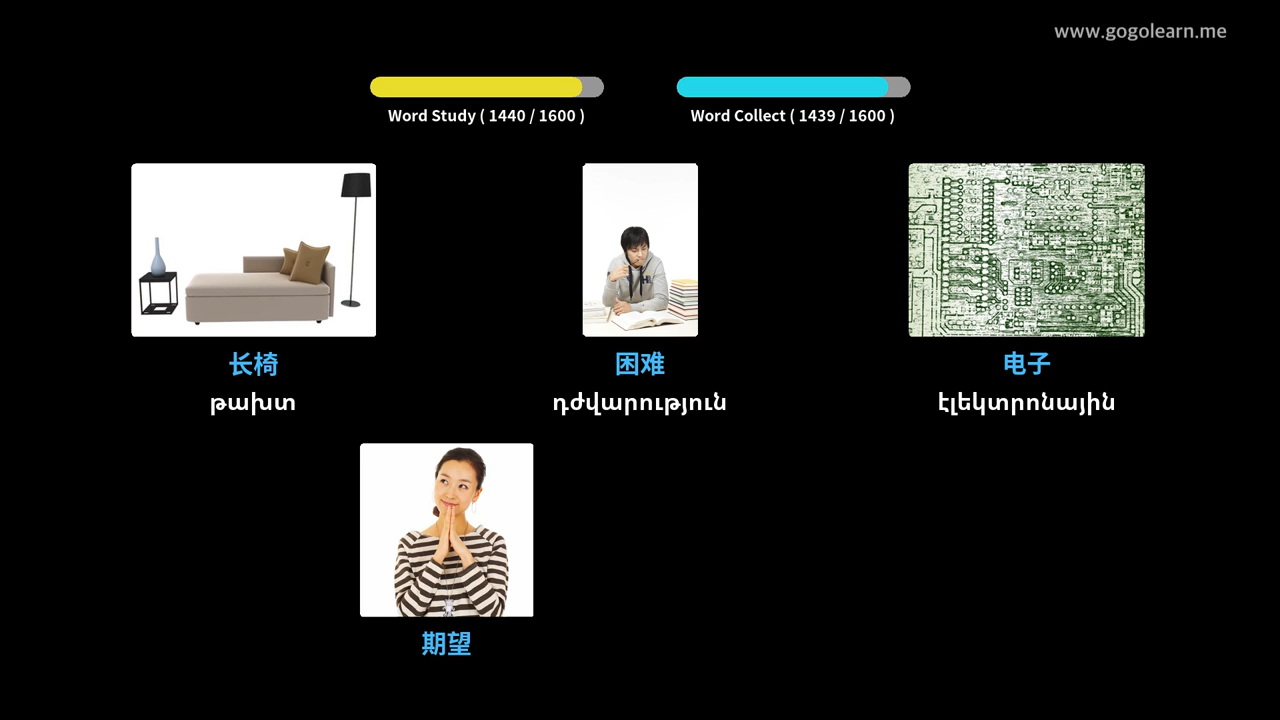 www.gogolearn.me
Word Study ( 1440 / 1600 )
Word Collect ( 1439 / 1600 )
长椅
困难
电子
թախտ
դժվարություն
էլեկտրոնային
期望